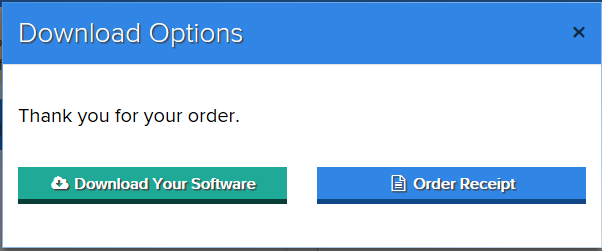 Download Options
Thank you for your order.
Download Your Software
Order Receipt